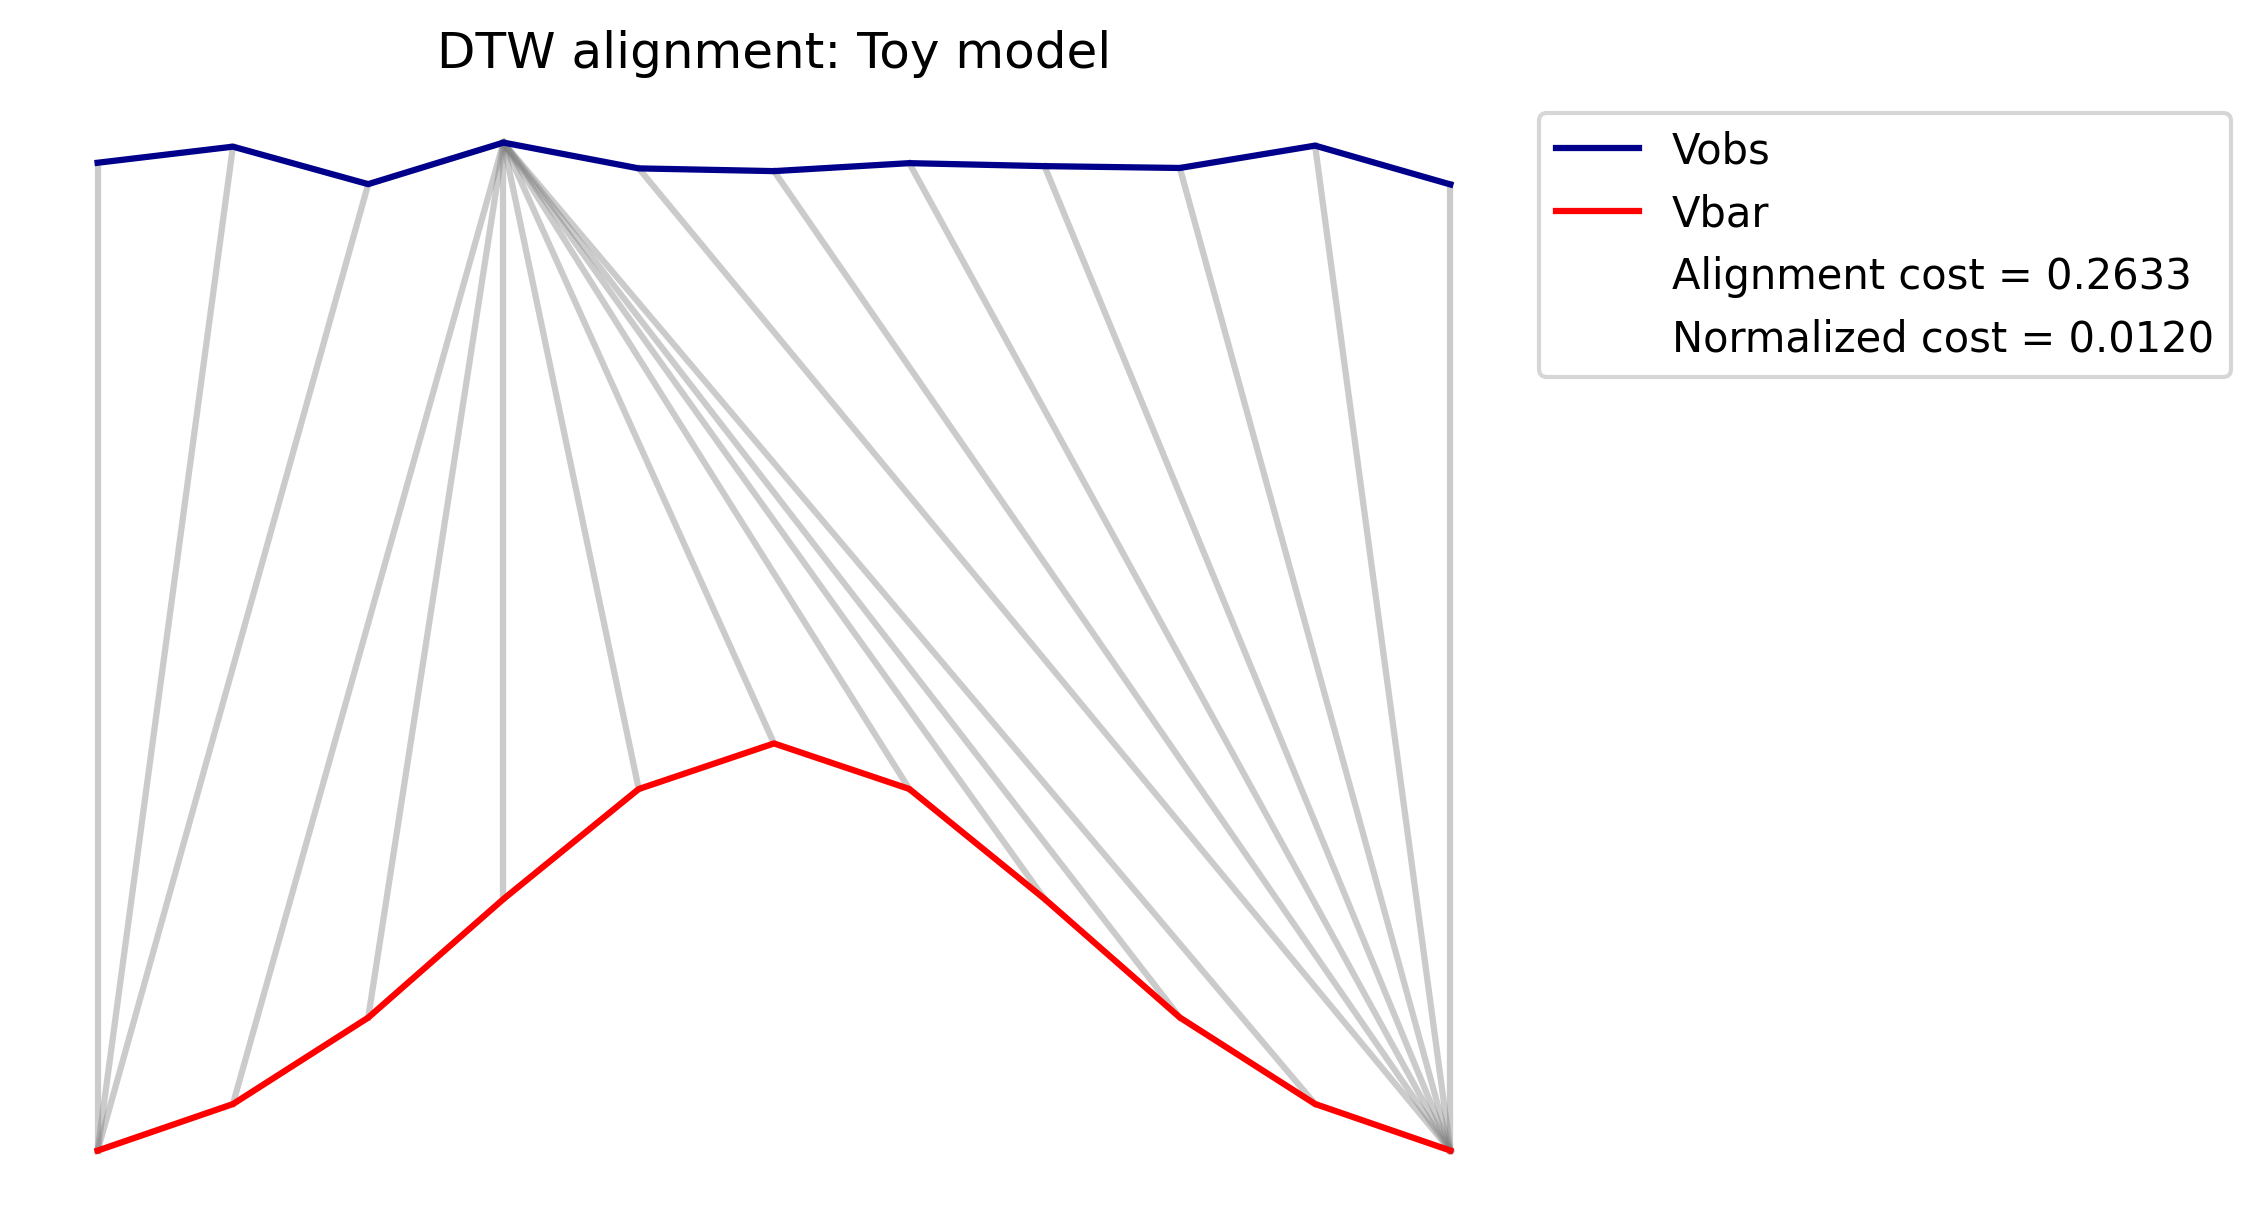 DTW alignment: Toy model
Vobs
Vbar
Alignment cost = 0.2633
Normalized cost = 0.0120